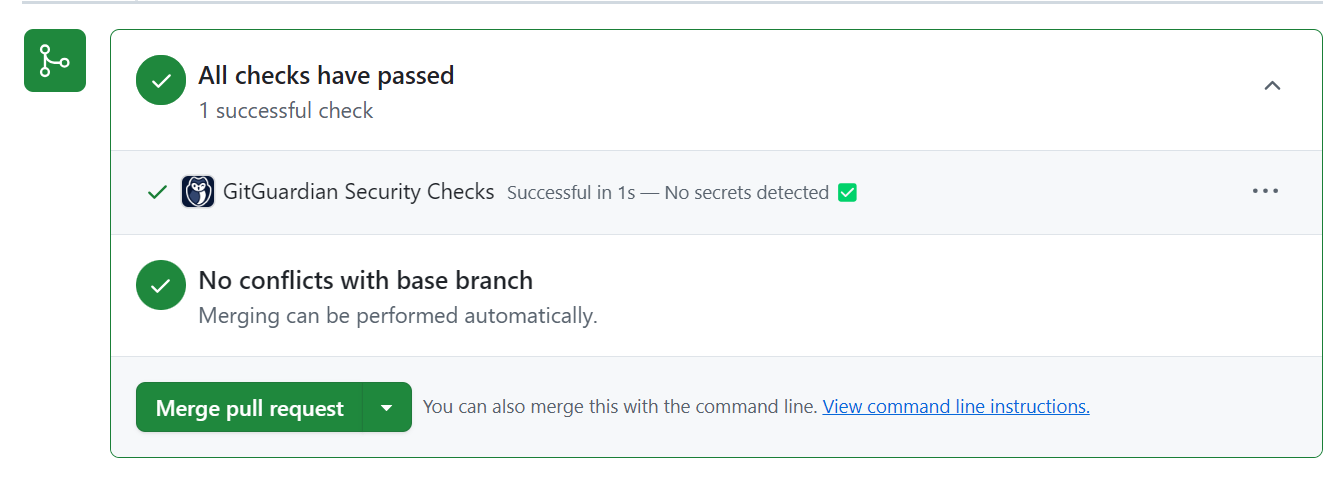 All checks have passed
1 successful check
GitGuardian Security Checks Successful in 1s — No secrets detected ✅
No conflicts with base branch
Merging can be performed automatically.
Merge pull request You can also merge this with the command line. View command line instructions.